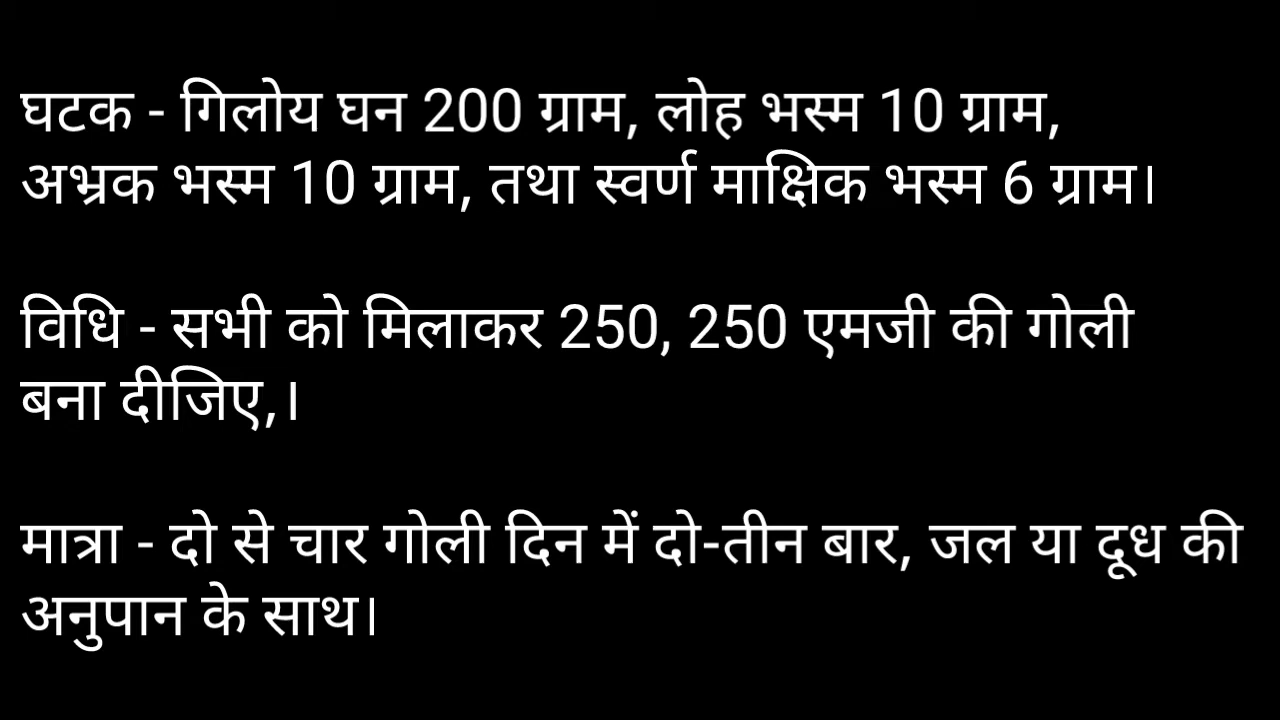 घटक - गिलोय घन 200 ग्राम, लोह भस्म 10 ग्राम,
अभ्रक भस्म 10 ग्राम, तथा स्वर्ण माक्षिक भस्म 6 ग्राम।
विधि - सभी को मिलाकर 250, 250 एमजी की गोली
बना दीजिए,।
मात्रा - दो से चार गोली दिन में दो-तीन बार, जल या दूध की
अनुपान के साथ।